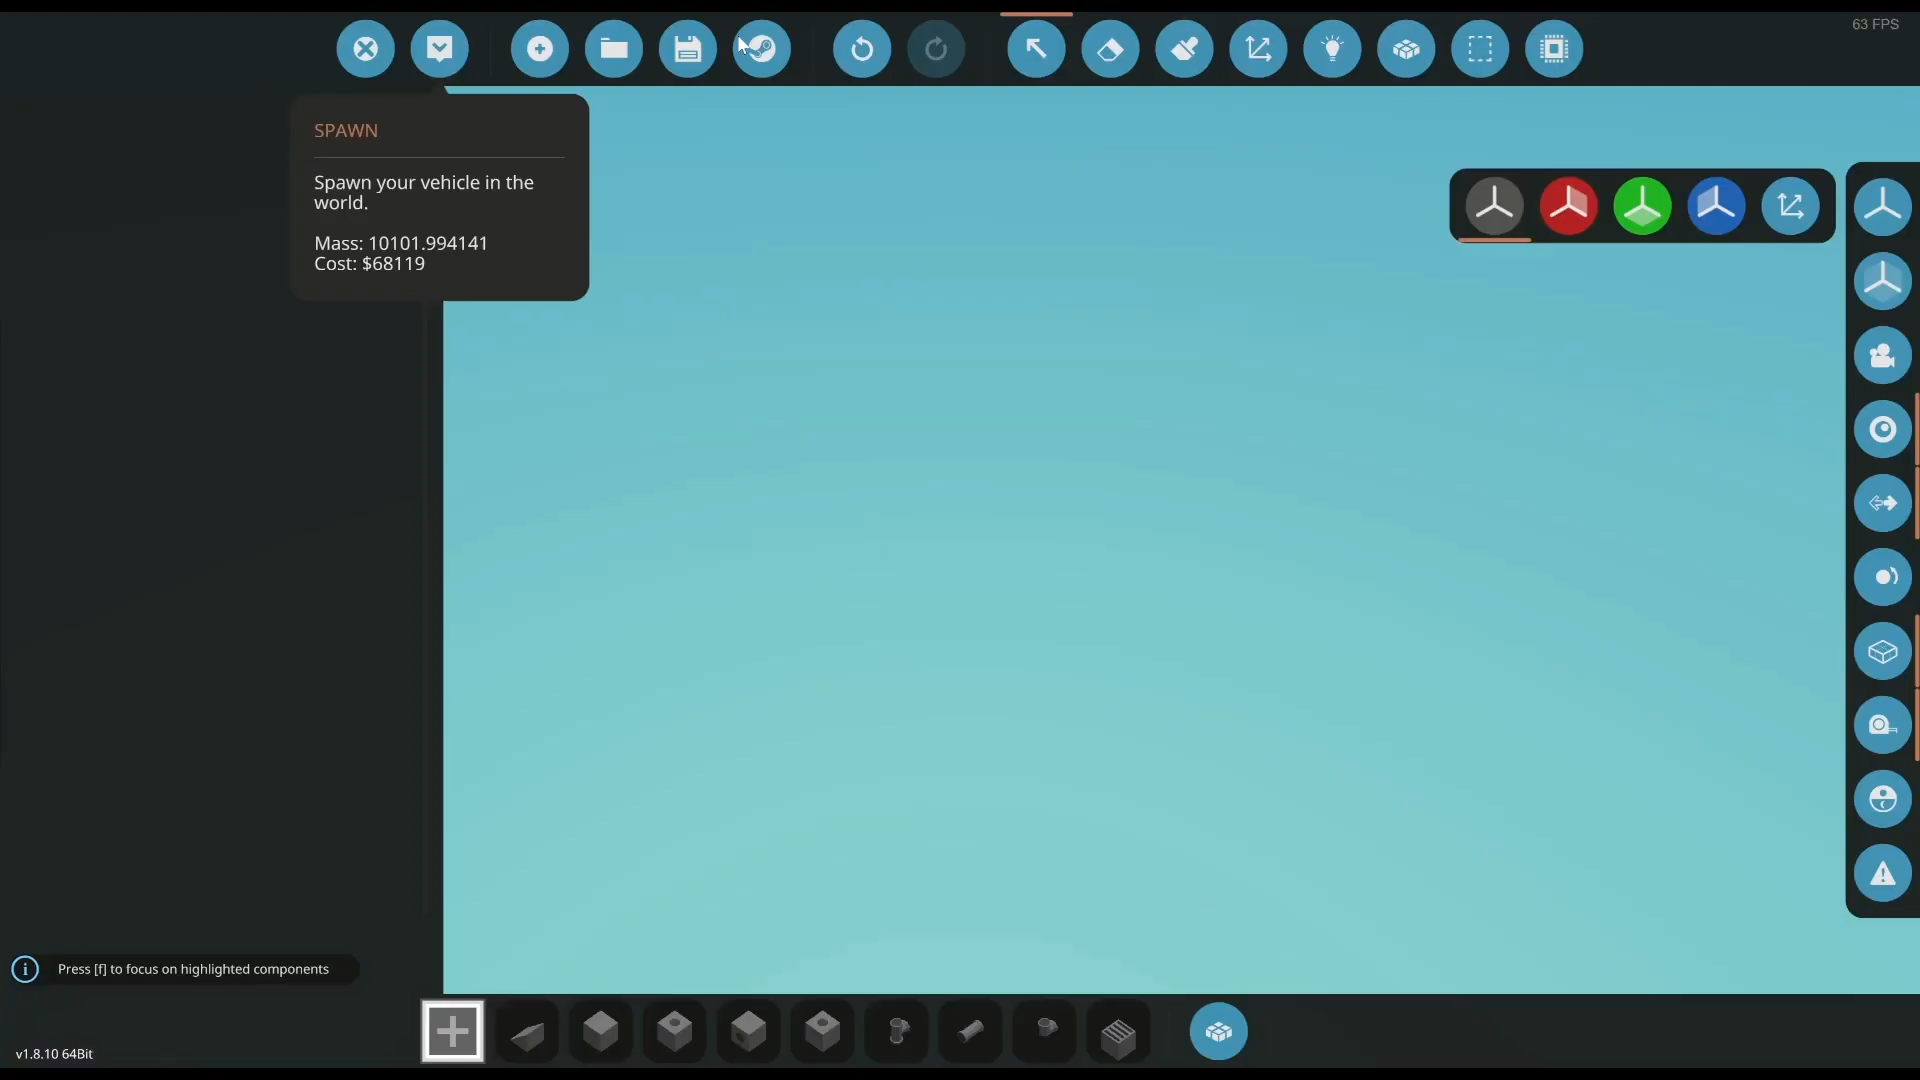 63 FPS
SPAWN
Spawn your vehicle in the
world.
Mass: 10101.994141
Cost: $68119
Press [f] to focus on highlighted components
v1.8.10 64Bit